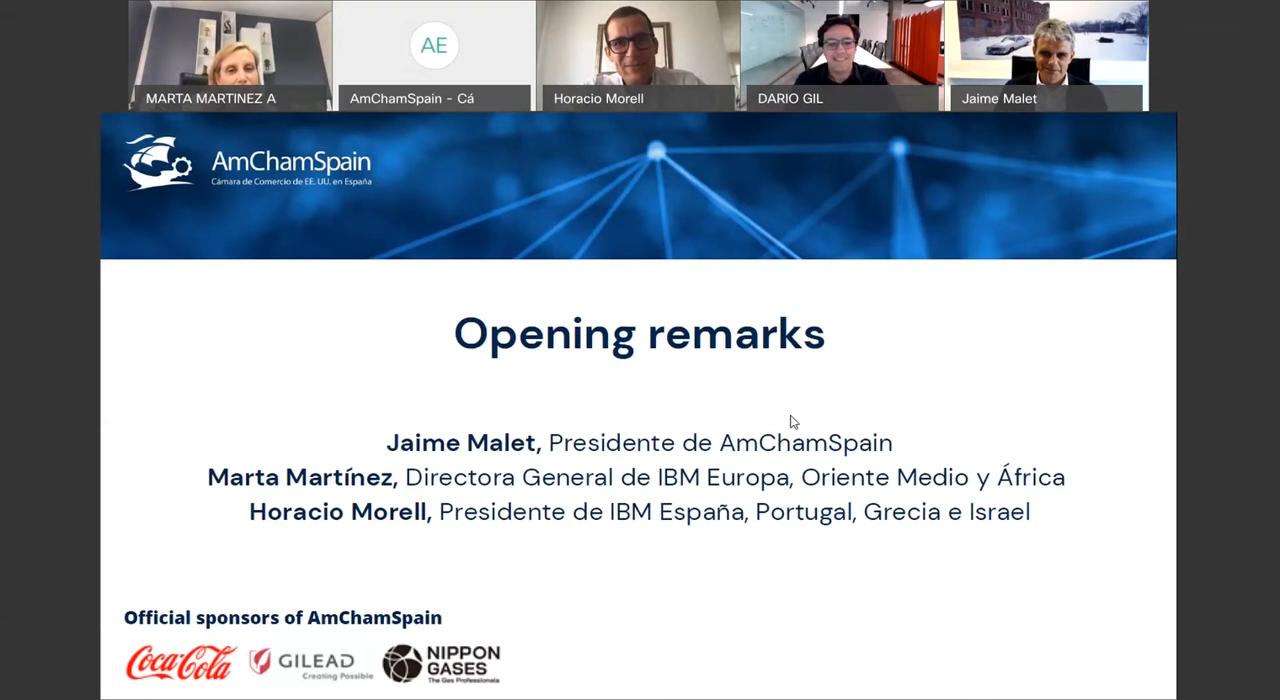 AE
MARTA MARTINEZ A
AmChamSpain - Cá
Horacio Morell
DARIO GIL
Jaime Malet
AmChamSpain
Cámara de Comercio de EE. UU. en España
Opening remarks
Jaime Malet, Presidente de AmChamSpain
Marta Martínez, Directora General de IBM Europa, Oriente Medio y África
Horacio Morell, Presidente de IBM España, Portugal, Grecia e Israel
Official sponsors of AmChamSpain
Coca-Cola
GILEAD
Creating Possible
NIPPON
GASES
The Gas Professionals